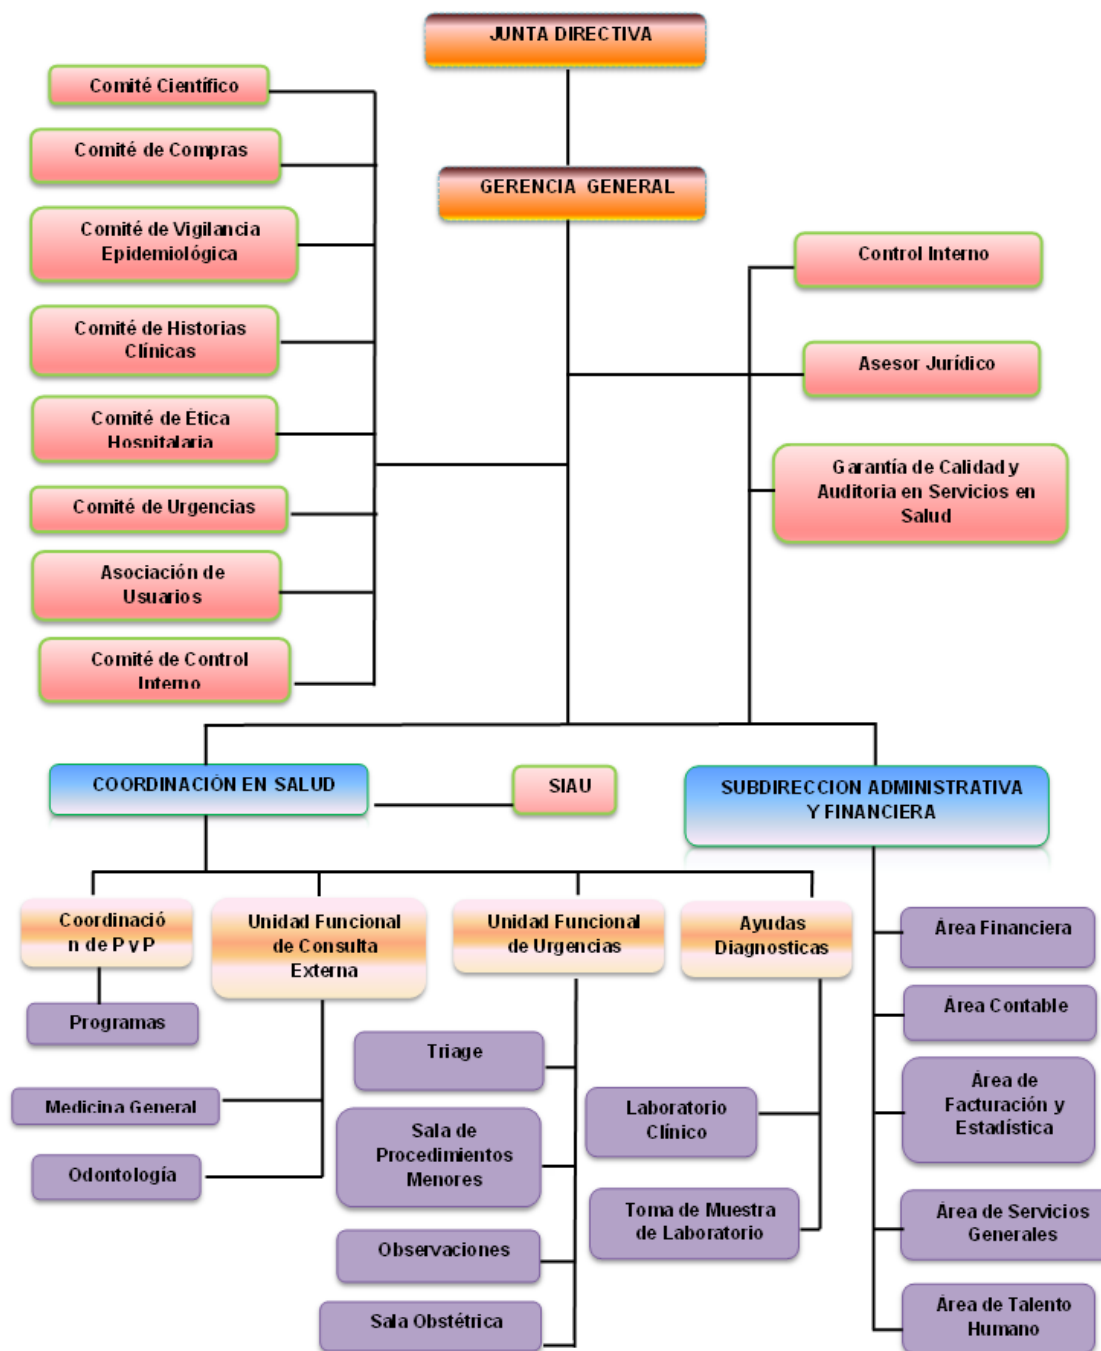 JUNTA DIRECTIVA
GERENCIA GENERAL
Comité Científico
Comité de Compras
Comité de Vigilancia
Epidemiológica
Comité de Historias
Clínicas
Comité de Ética
Hospitalaria
Comité de Urgencias
Asociación de
Usuarios
Comité de Control
Interno
Control Interno
Asesor Jurídico
Garantía de Calidad y
Auditoria en Servicios en
Salud
COORDINACIÓN EN SALUD
SIAU
SUBDIRECCION ADMINISTRATIVA
Y FINANCIERA
Coordinació
n de P y P
Programas
Unidad Funcional
de Consulta
Externa
Medicina General
Odontología
Unidad Funcional
de Urgencias
Triage
Sala de
Procedimientos
Menores
Observaciones
Sala Obstétrica
Ayudas
Diagnosticas
Laboratorio
Clínico
Toma de Muestra
de Laboratorio
Área Financiera
Área Contable
Área de
Facturación y
Estadística
Área de Servicios
Generales
Área de Talento
Humano